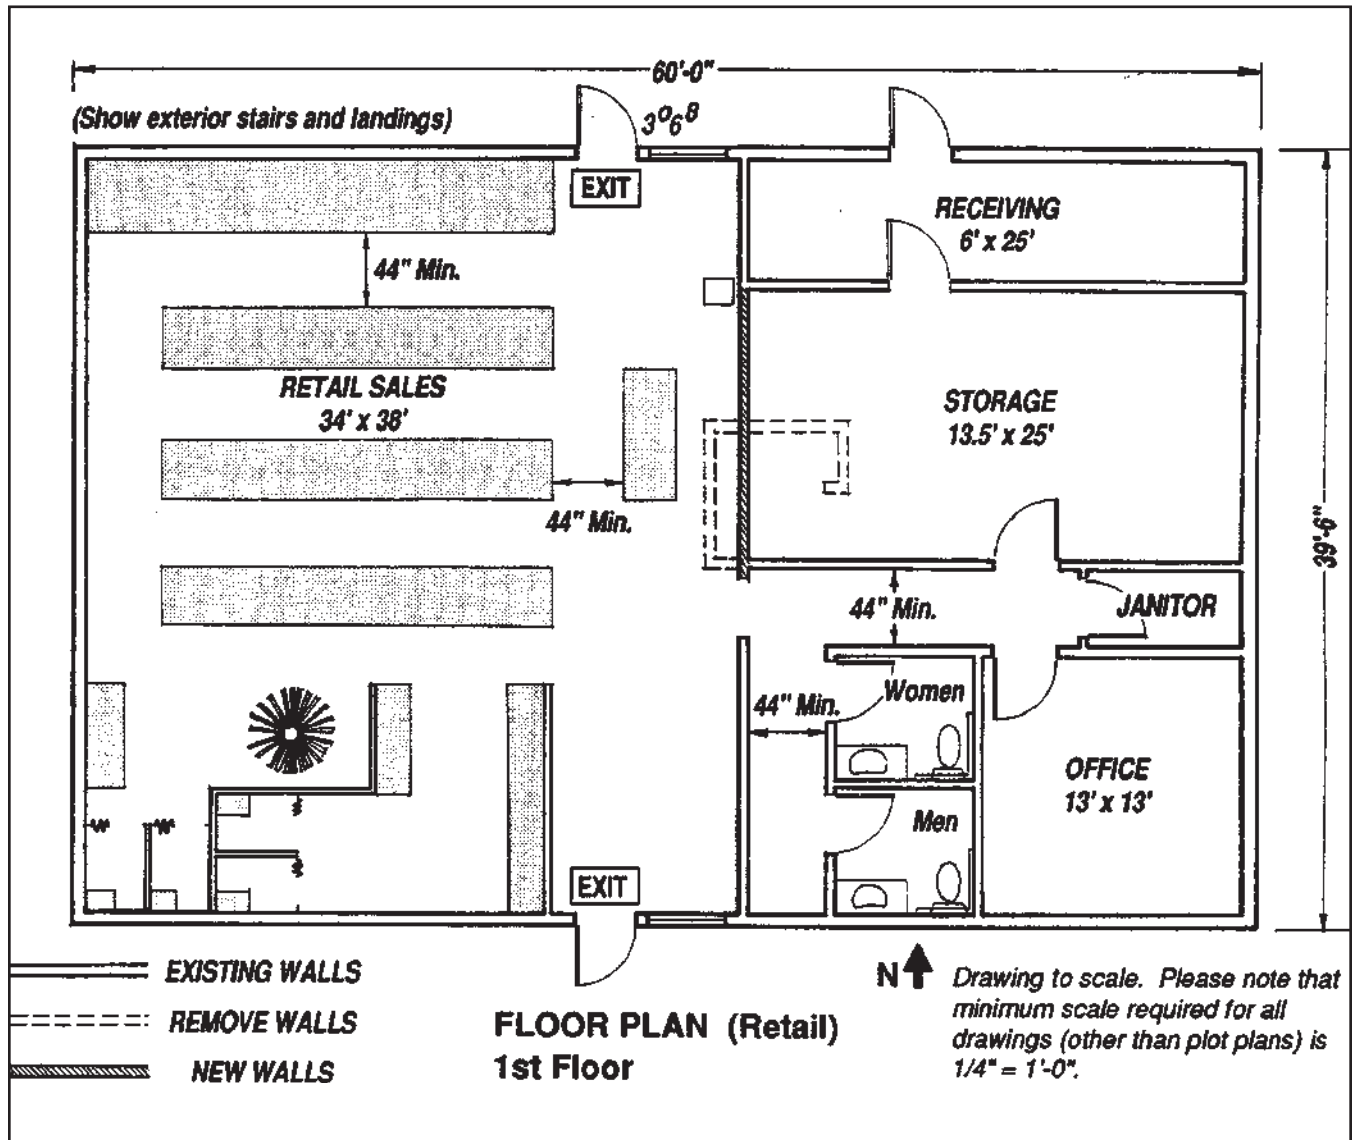 60'-0"
(Show exterior stairs and landings)
3⁰6⁸
EXIT
RECEIVING
6' x 25'
44" Min.
RETAIL SALES
34' x 38'
STORAGE
13.5' x 25'
44" Min.
39'-6"
44" Min.
JANITOR
Women
44" Min.
OFFICE
13' x 13'
Men
EXIT
EXISTING WALLS
REMOVE WALLS
NEW WALLS
FLOOR PLAN (Retail)
1st Floor
N
Drawing to scale. Please note that
minimum scale required for all
drawings (other than plot plans) is
1/4" = 1'-0".